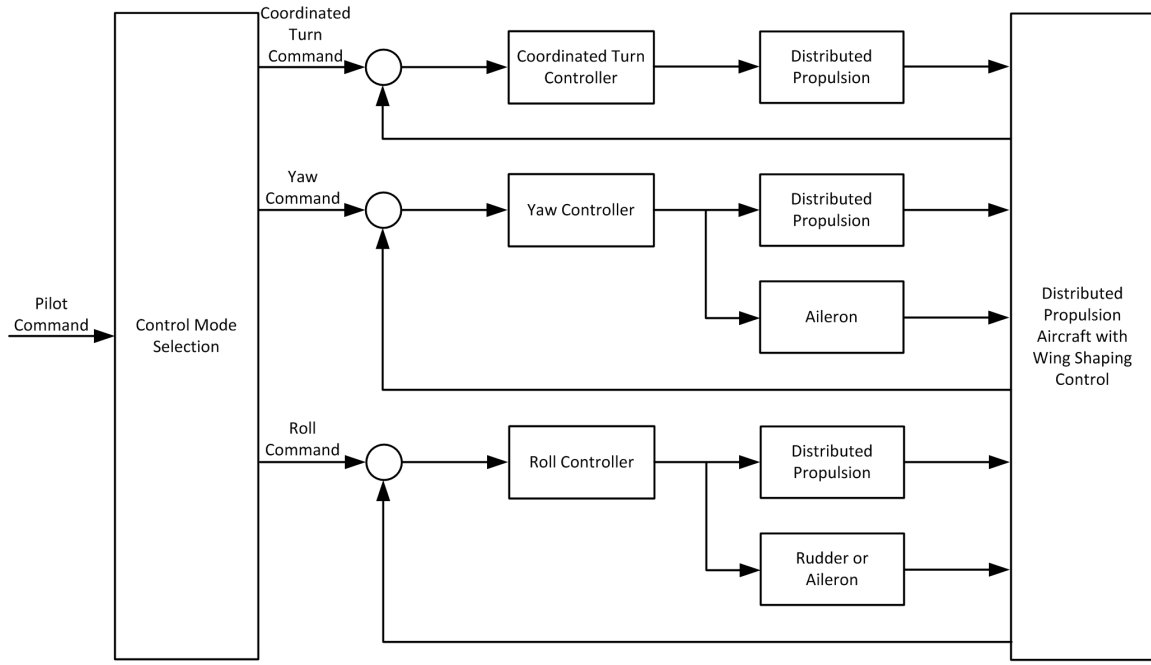 Pilot
Command
Control Mode
Selection
Coordinated
Turn
Command
Coordinated Turn
Controller
Distributed
Propulsion
Yaw
Command
Yaw Controller
Distributed
Propulsion
Aileron
Roll
Command
Roll Controller
Distributed
Propulsion
Rudder or
Aileron
Distributed
Propulsion
Aircraft with
Wing Shaping
Control